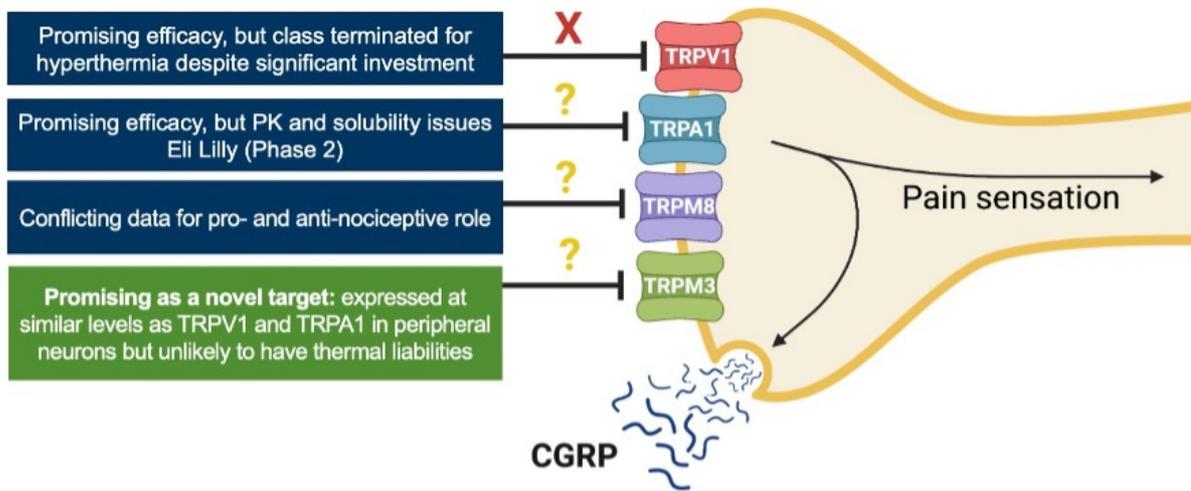 Promising efficacy, but class terminated for
hyperthermia despite significant investment
X
TRPV1
Promising efficacy, but PK and solubility issues
Eli Lilly (Phase 2)
?
TRPA1
Conflicting data for pro- and anti-nociceptive role
?
TRPM8
Promising as a novel target: expressed at
similar levels as TRPV1 and TRPA1 in peripheral
neurons but unlikely to have thermal liabilities
?
TRPM3
Pain sensation
CGRP